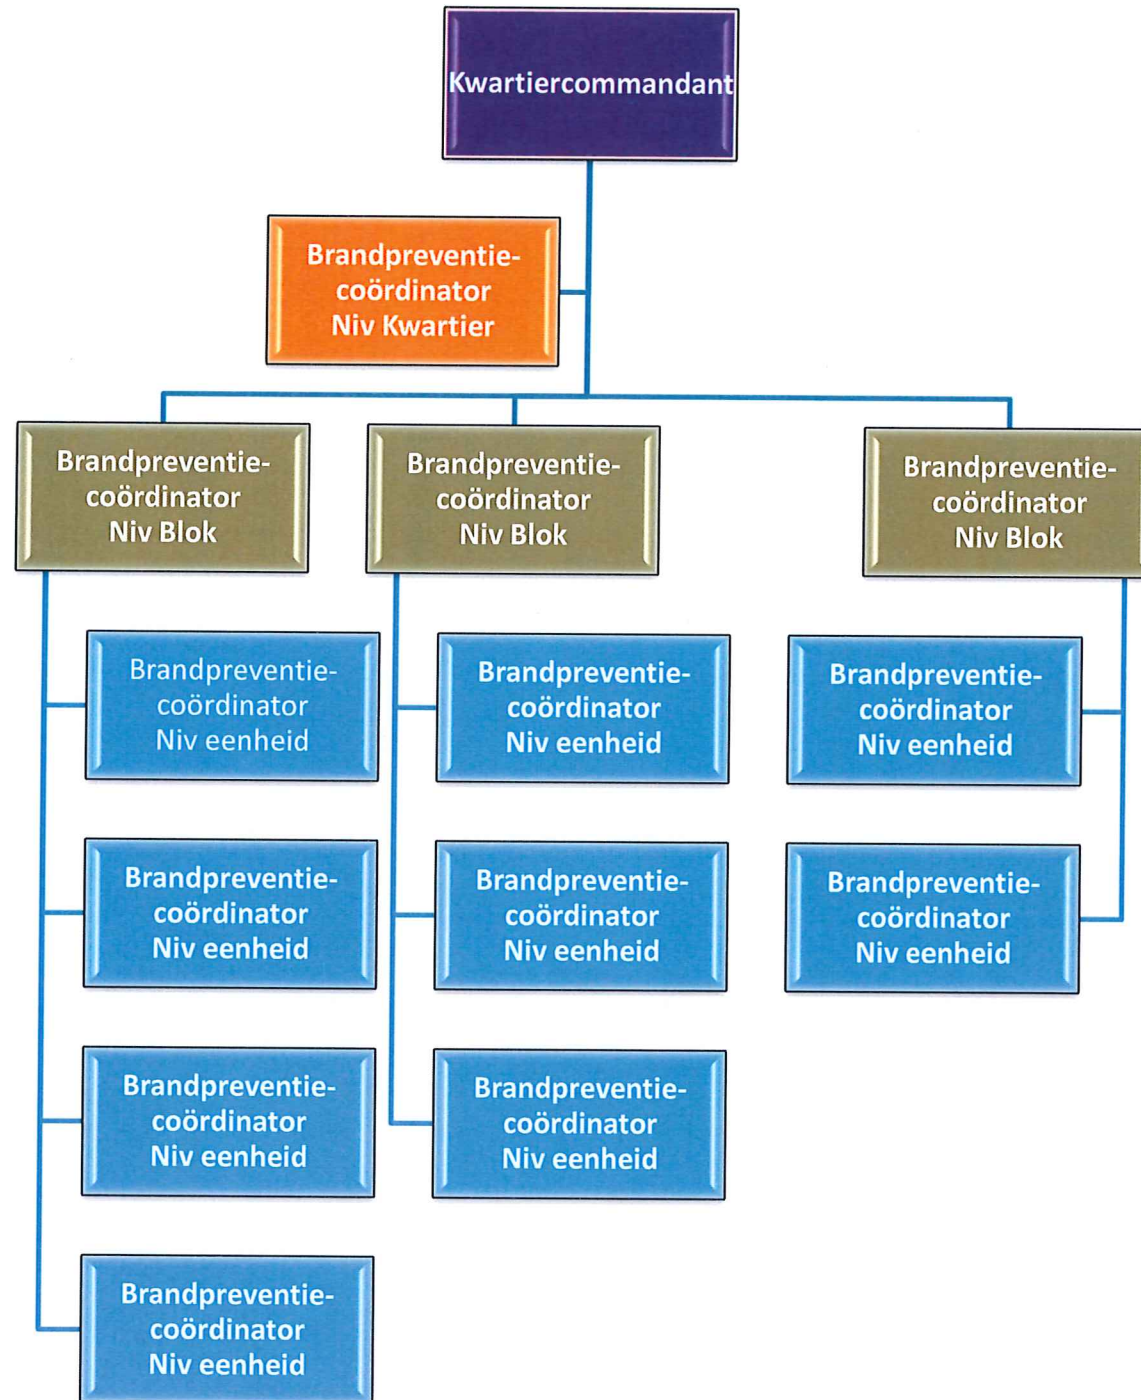 Kwartiercommandant
Brandpreventie-
coördinator
Niv Kwartier
Brandpreventie-
coördinator
Niv Blok
Brandpreventie-
coördinator
Niv Blok
Brandpreventie-
coördinator
Niv Blok
Brandpreventie-
coördinator
Niv eenheid
Brandpreventie-
coördinator
Niv eenheid
Brandpreventie-
coördinator
Niv eenheid
Brandpreventie-
coördinator
Niv eenheid
Brandpreventie-
coördinator
Niv eenheid
Brandpreventie-
coördinator
Niv eenheid
Brandpreventie-
coördinator
Niv eenheid
Brandpreventie-
coördinator
Niv eenheid
Brandpreventie-
coördinator
Niv eenheid